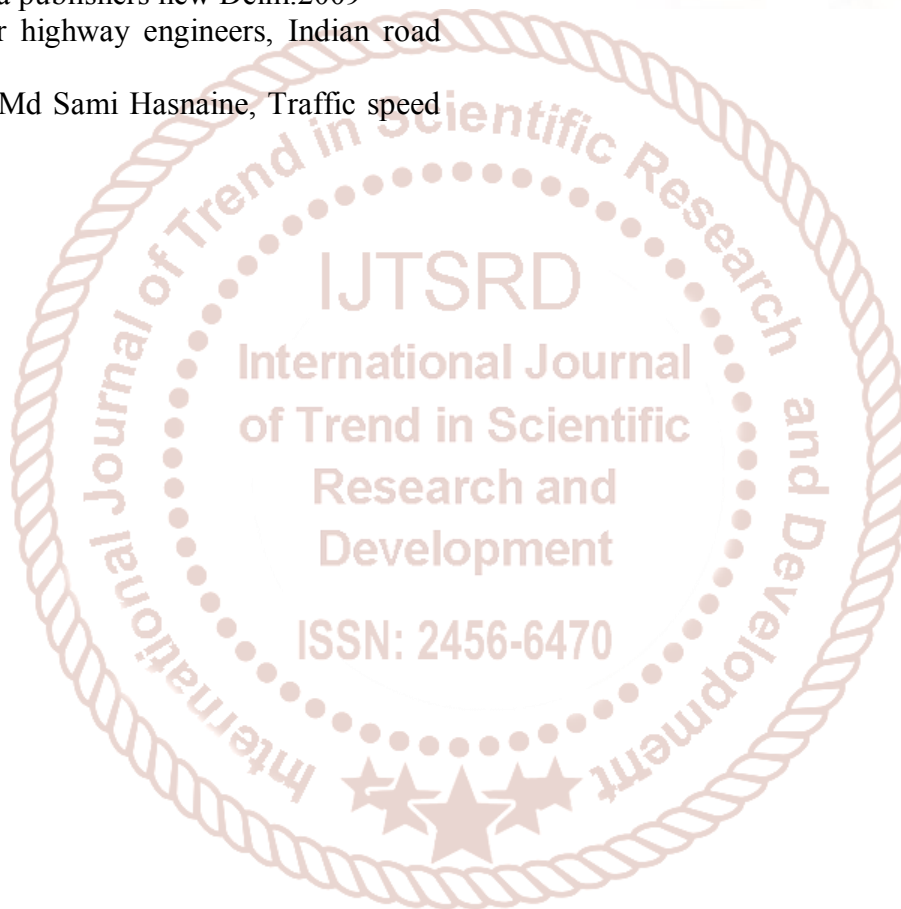 a publishers new Delhi.2009
r highway engineers, Indian road
Md Sami Hasnaine, Traffic speed
International Journal of Trend in Scientific Research and Development
IJTSRD
International Journal
of Trend in Scientific
Research and
Development
ISSN: 2456-6470